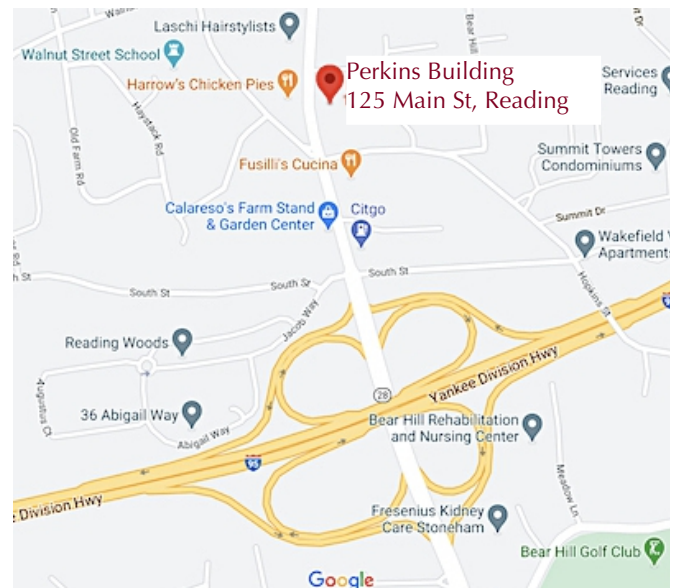 Bear Hill
Laschi Hairstylists
Walnut Street School
Harrow's Chicken Pies
Perkins Building
125 Main St, Reading
Services
Reading
Old Farm Rd
Haystack Rd
Fusilli's Cucina
Summit Towers
Condominiums
Calareso's Farm Stand
& Garden Center
Citgo
Summit Dr
Wakefield
Apartments
South St
South St
South St
Hopkins St
Jacob Way
Reading Woods
Augustus Ct
36 Abigail Way
Abigail Way
28
Yankee Division Hwy
Bear Hill Rehabilitation
and Nursing Center
95
Division Hwy
Meadow Ln
Fresenius Kidney
Care Stoneham
Bear Hill Golf Club
Google